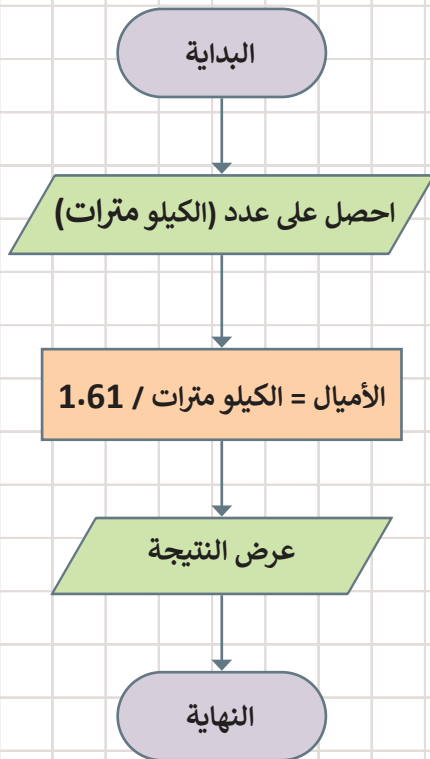 البداية
احصل على عدد (الكيلو مترات)
الأميال = الكيلو مترات / 1.61
عرض النتيجة
النهاية